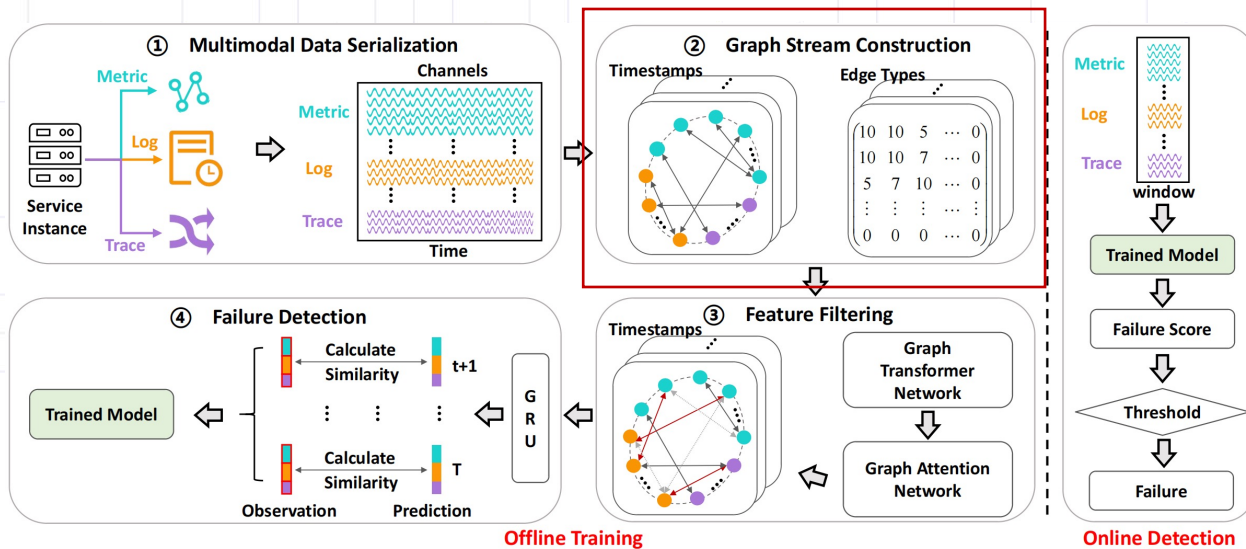 ① Multimodal Data Serialization
Metric
Log
Trace
Service
Instance
Channels
Metric
Log
Trace
Time
② Graph Stream Construction
Timestamps
Edge Types
10 10 5 ⋯ 0
10 10 7 ⋯ 0
5 7 10 ⋯ 0
⋮ ⋮ ⋮ ⋮
0 0 0 ⋯ 0
③ Feature Filtering
Timestamps
Graph
Transformer
Network
Graph Attention
Network
④ Failure Detection
Calculate
Similarity
t+1
Calculate
Similarity
T
Observation
Prediction
G
R
U
Trained Model
Offline Training
Metric
Log
Trace
window
Trained Model
Failure Score
Threshold
Failure
Online Detection